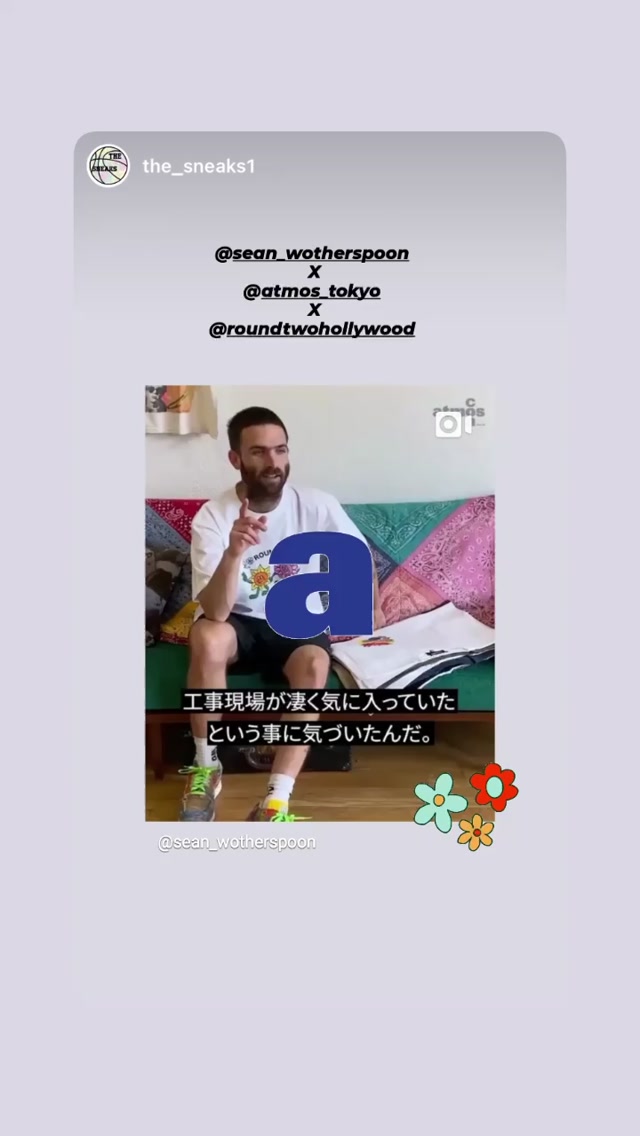 THE
SNEAKS
the_sneaks1
@sean_wotherspoon
X
@atmos_tokyo
X
@roundtwohollywood
c
atmos
ROU
a
工事現場が凄く気に入っていた
という事に気づいたんだ。
@sean_wotherspoon